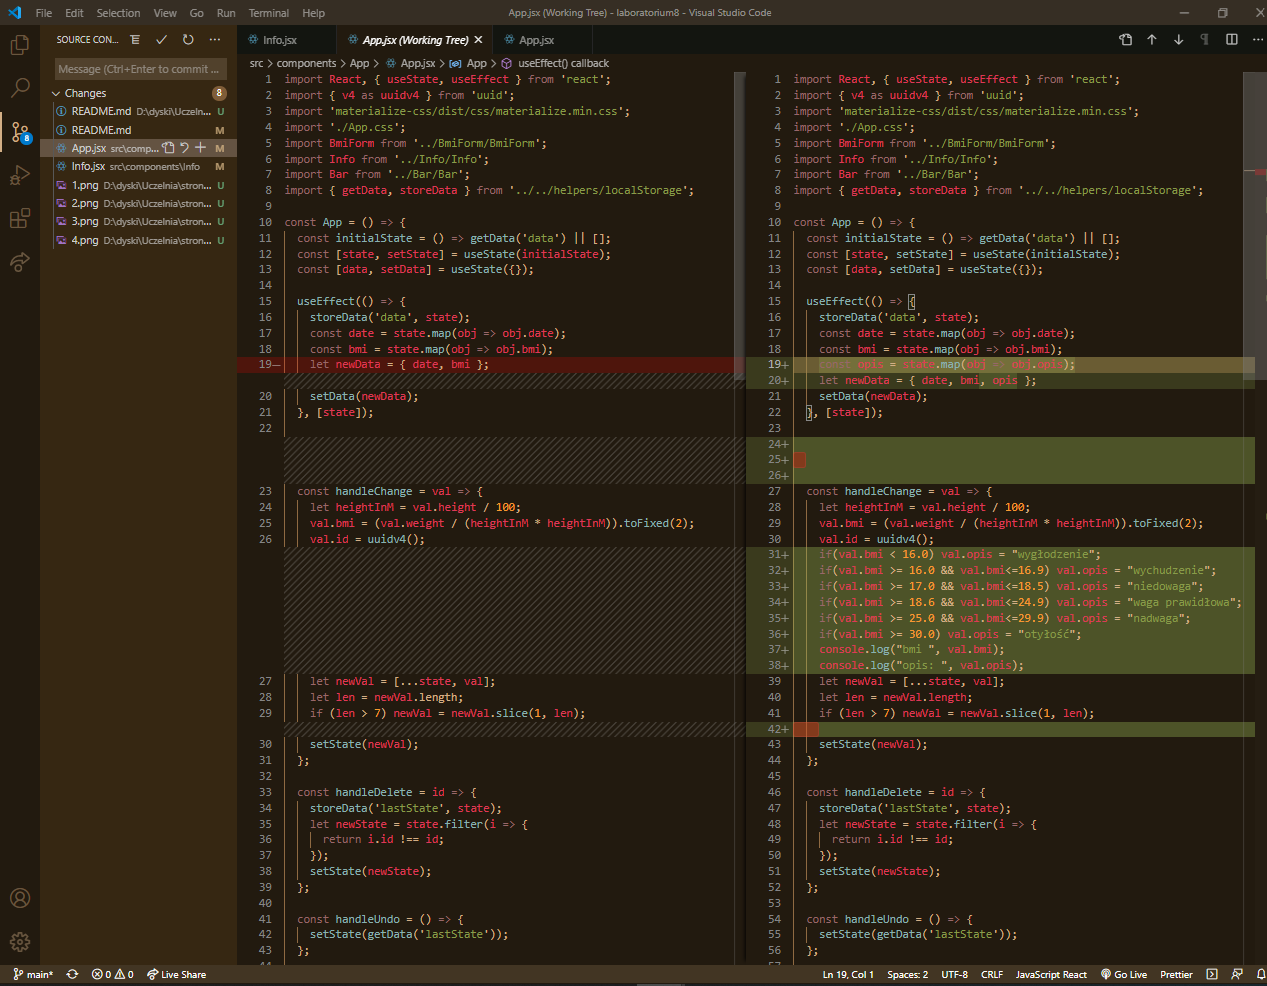 File Edit Selection View Go Run Terminal Help
App.jsx (Working Tree) - laboratorium8 - Visual Studio Code
SOURCE CON...
Message (Ctrl+Enter to commit ...
Changes 8
README.md D:\dyski\Uczeln... U
README.md M
App.jsx src\comp... M
Info.jsx src\components\Info M
1.png D:\dyski\Uczelnia\stron... U
2.png D:\dyski\Uczelnia\stron... U
3.png D:\dyski\Uczelnia\stron... U
4.png D:\dyski\Uczelnia\stron... U
8
Info.jsx App.jsx (Working Tree) App.jsx
src > components > App > App.jsx > App > useEffect() callback
1 import React, { useState, useEffect } from 'react';
2 import { v4 as uuidv4 } from 'uuid';
3 import 'materialize-css/dist/css/materialize.min.css';
4 import './App.css';
5 import BmiForm from '../BmiForm/BmiForm';
6 import Info from '../Info/Info';
7 import Bar from '../Bar/Bar';
8 import { getData, storeData } from '../../helpers/localStorage';
9
10 const App = () => {
11 const initialState = () => getData('data') || [];
12 const [state, setState] = useState(initialState);
13 const [data, setData] = useState({});
14
15 useEffect(() => {
16 storeData('data', state);
17 const date = state.map(obj => obj.date);
18 const bmi = state.map(obj => obj.bmi);
19— let newData = { date, bmi };
20 setData(newData);
21 }, [state]);
22
23 const handleChange = val => {
24 let heightInM = val.height / 100;
25 val.bmi = (val.weight / (heightInM * heightInM)).toFixed(2);
26 val.id = uuidv4();
27 let newVal = [...state, val];
28 let len = newVal.length;
29 if (len > 7) newVal = newVal.slice(1, len);
30 setState(newVal);
31 };
32
33 const handleDelete = id => {
34 storeData('lastState', state);
35 let newState = state.filter(i => {
36 return i.id !== id;
37 });
38 setState(newState);
39 };
40
41 const handleUndo = () => {
42 setState(getData('lastState'));
43 };
1 import React, { useState, useEffect } from 'react';
2 import { v4 as uuidv4 } from 'uuid';
3 import 'materialize-css/dist/css/materialize.min.css';
4 import './App.css';
5 import BmiForm from '../BmiForm/BmiForm';
6 import Info from '../Info/Info';
7 import Bar from '../Bar/Bar';
8 import { getData, storeData } from '../../helpers/localStorage';
9
10 const App = () => {
11 const initialState = () => getData('data') || [];
12 const [state, setState] = useState(initialState);
13 const [data, setData] = useState({});
14
15 useEffect(() => {
16 storeData('data', state);
17 const date = state.map(obj => obj.date);
18 const bmi = state.map(obj => obj.bmi);
19+ const opis = state.map(obj => obj.opis);
20+ let newData = { date, bmi, opis };
21 setData(newData);
22 }, [state]);
23
24+
25+
26+
27 const handleChange = val => {
28 let heightInM = val.height / 100;
29 val.bmi = (val.weight / (heightInM * heightInM)).toFixed(2);
30 val.id = uuidv4();
31+ if(val.bmi < 16.0) val.opis = "wygłodzenie";
32+ if(val.bmi >= 16.0 && val.bmi<=16.9) val.opis = "wychudzenie";
33+ if(val.bmi >= 17.0 && val.bmi<=18.5) val.opis = "niedowaga";
34+ if(val.bmi >= 18.6 && val.bmi<=24.9) val.opis = "waga prawidłowa";
35+ if(val.bmi >= 25.0 && val.bmi<=29.9) val.opis = "nadwaga";
36+ if(val.bmi >= 30.0) val.opis = "otyłość";
37+ console.log("bmi ", val.bmi);
38+ console.log("opis: ", val.opis);
39 let newVal = [...state, val];
40 let len = newVal.length;
41 if (len > 7) newVal = newVal.slice(1, len);
42+
43 setState(newVal);
44 };
45
46 const handleDelete = id => {
47 storeData('lastState', state);
48 let newState = state.filter(i => {
49 return i.id !== id;
50 });
51 setState(newState);
52 };
53
54 const handleUndo = () => {
55 setState(getData('lastState'));
56 };
main* 0 0 Live Share Ln 19, Col 1 Spaces: 2 UTF-8 CRLF JavaScript React Go Live Prettier